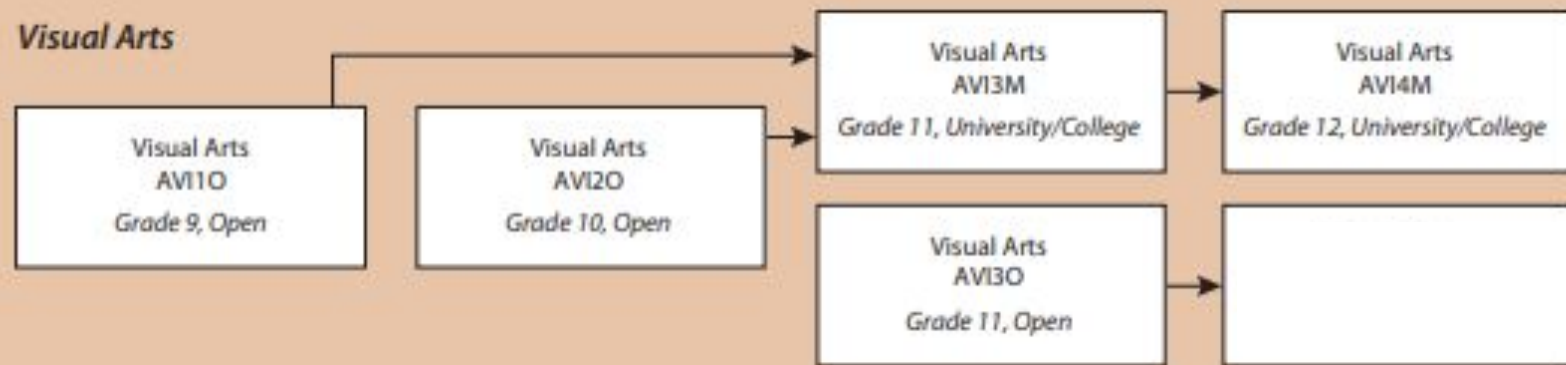 Visual Arts
Visual Arts
AVI1O
Grade 9, Open
Visual Arts
AVI2O
Grade 10, Open
Visual Arts
AVI3M
Grade 11, University/College
Visual Arts
AVI4M
Grade 12, University/College
Visual Arts
AVI3O
Grade 11, Open